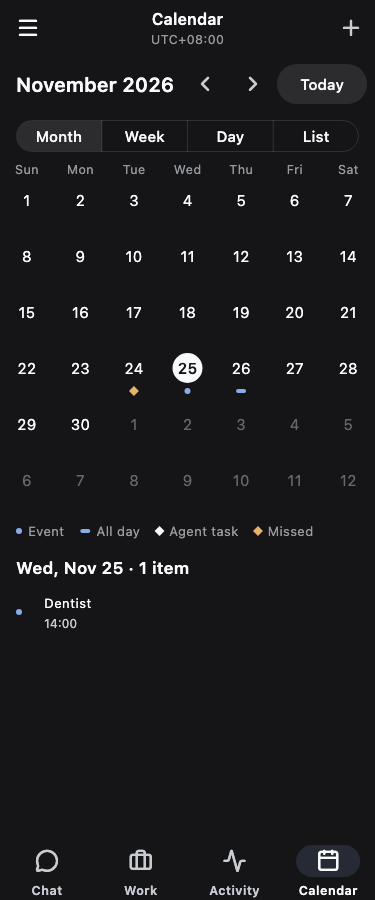 Calendar
UTC+08:00
November 2026
Today
Month Week Day List
Sun Mon Tue Wed Thu Fri Sat
1 2 3 4 5 6 7
8 9 10 11 12 13 14
15 16 17 18 19 20 21
22 23 24 25 26 27 28
29 30 1 2 3 4 5
6 7 8 9 10 11 12
Event All day Agent task Missed
Wed, Nov 25 · 1 item
Dentist
14:00
Chat Work Activity Calendar